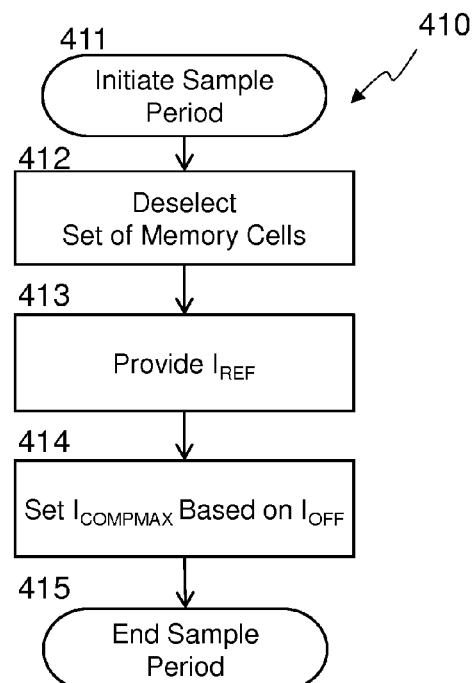 410
411
Initiate Sample
Period
412
Deselect
Set of Memory Cells
413
Provide I_REF
414
Set I_COMPMAX Based on I_OFF
415
End Sample
Period